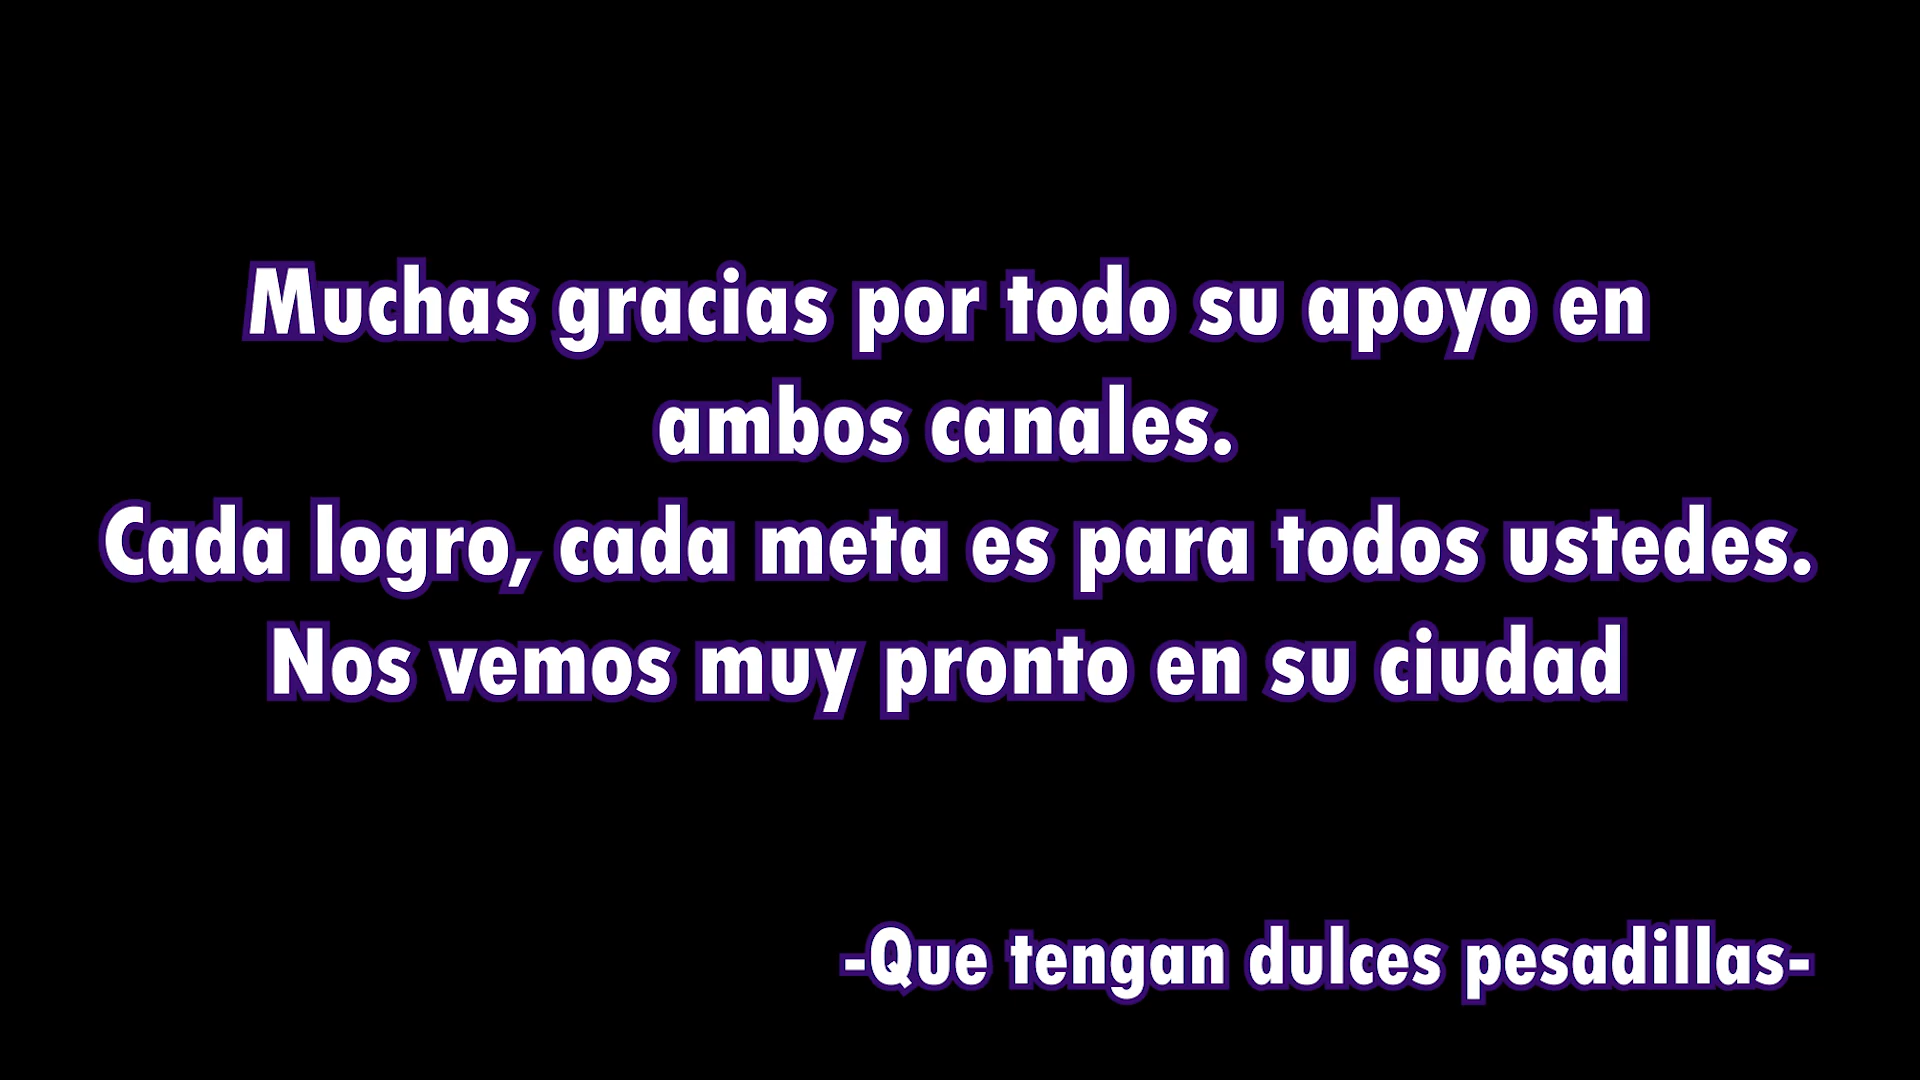 Muchas gracias por todo su apoyo en
ambos canales.
Cada logro, cada meta es para todos ustedes.
Nos vemos muy pronto en su ciudad
-Que tengan dulces pesadillas-